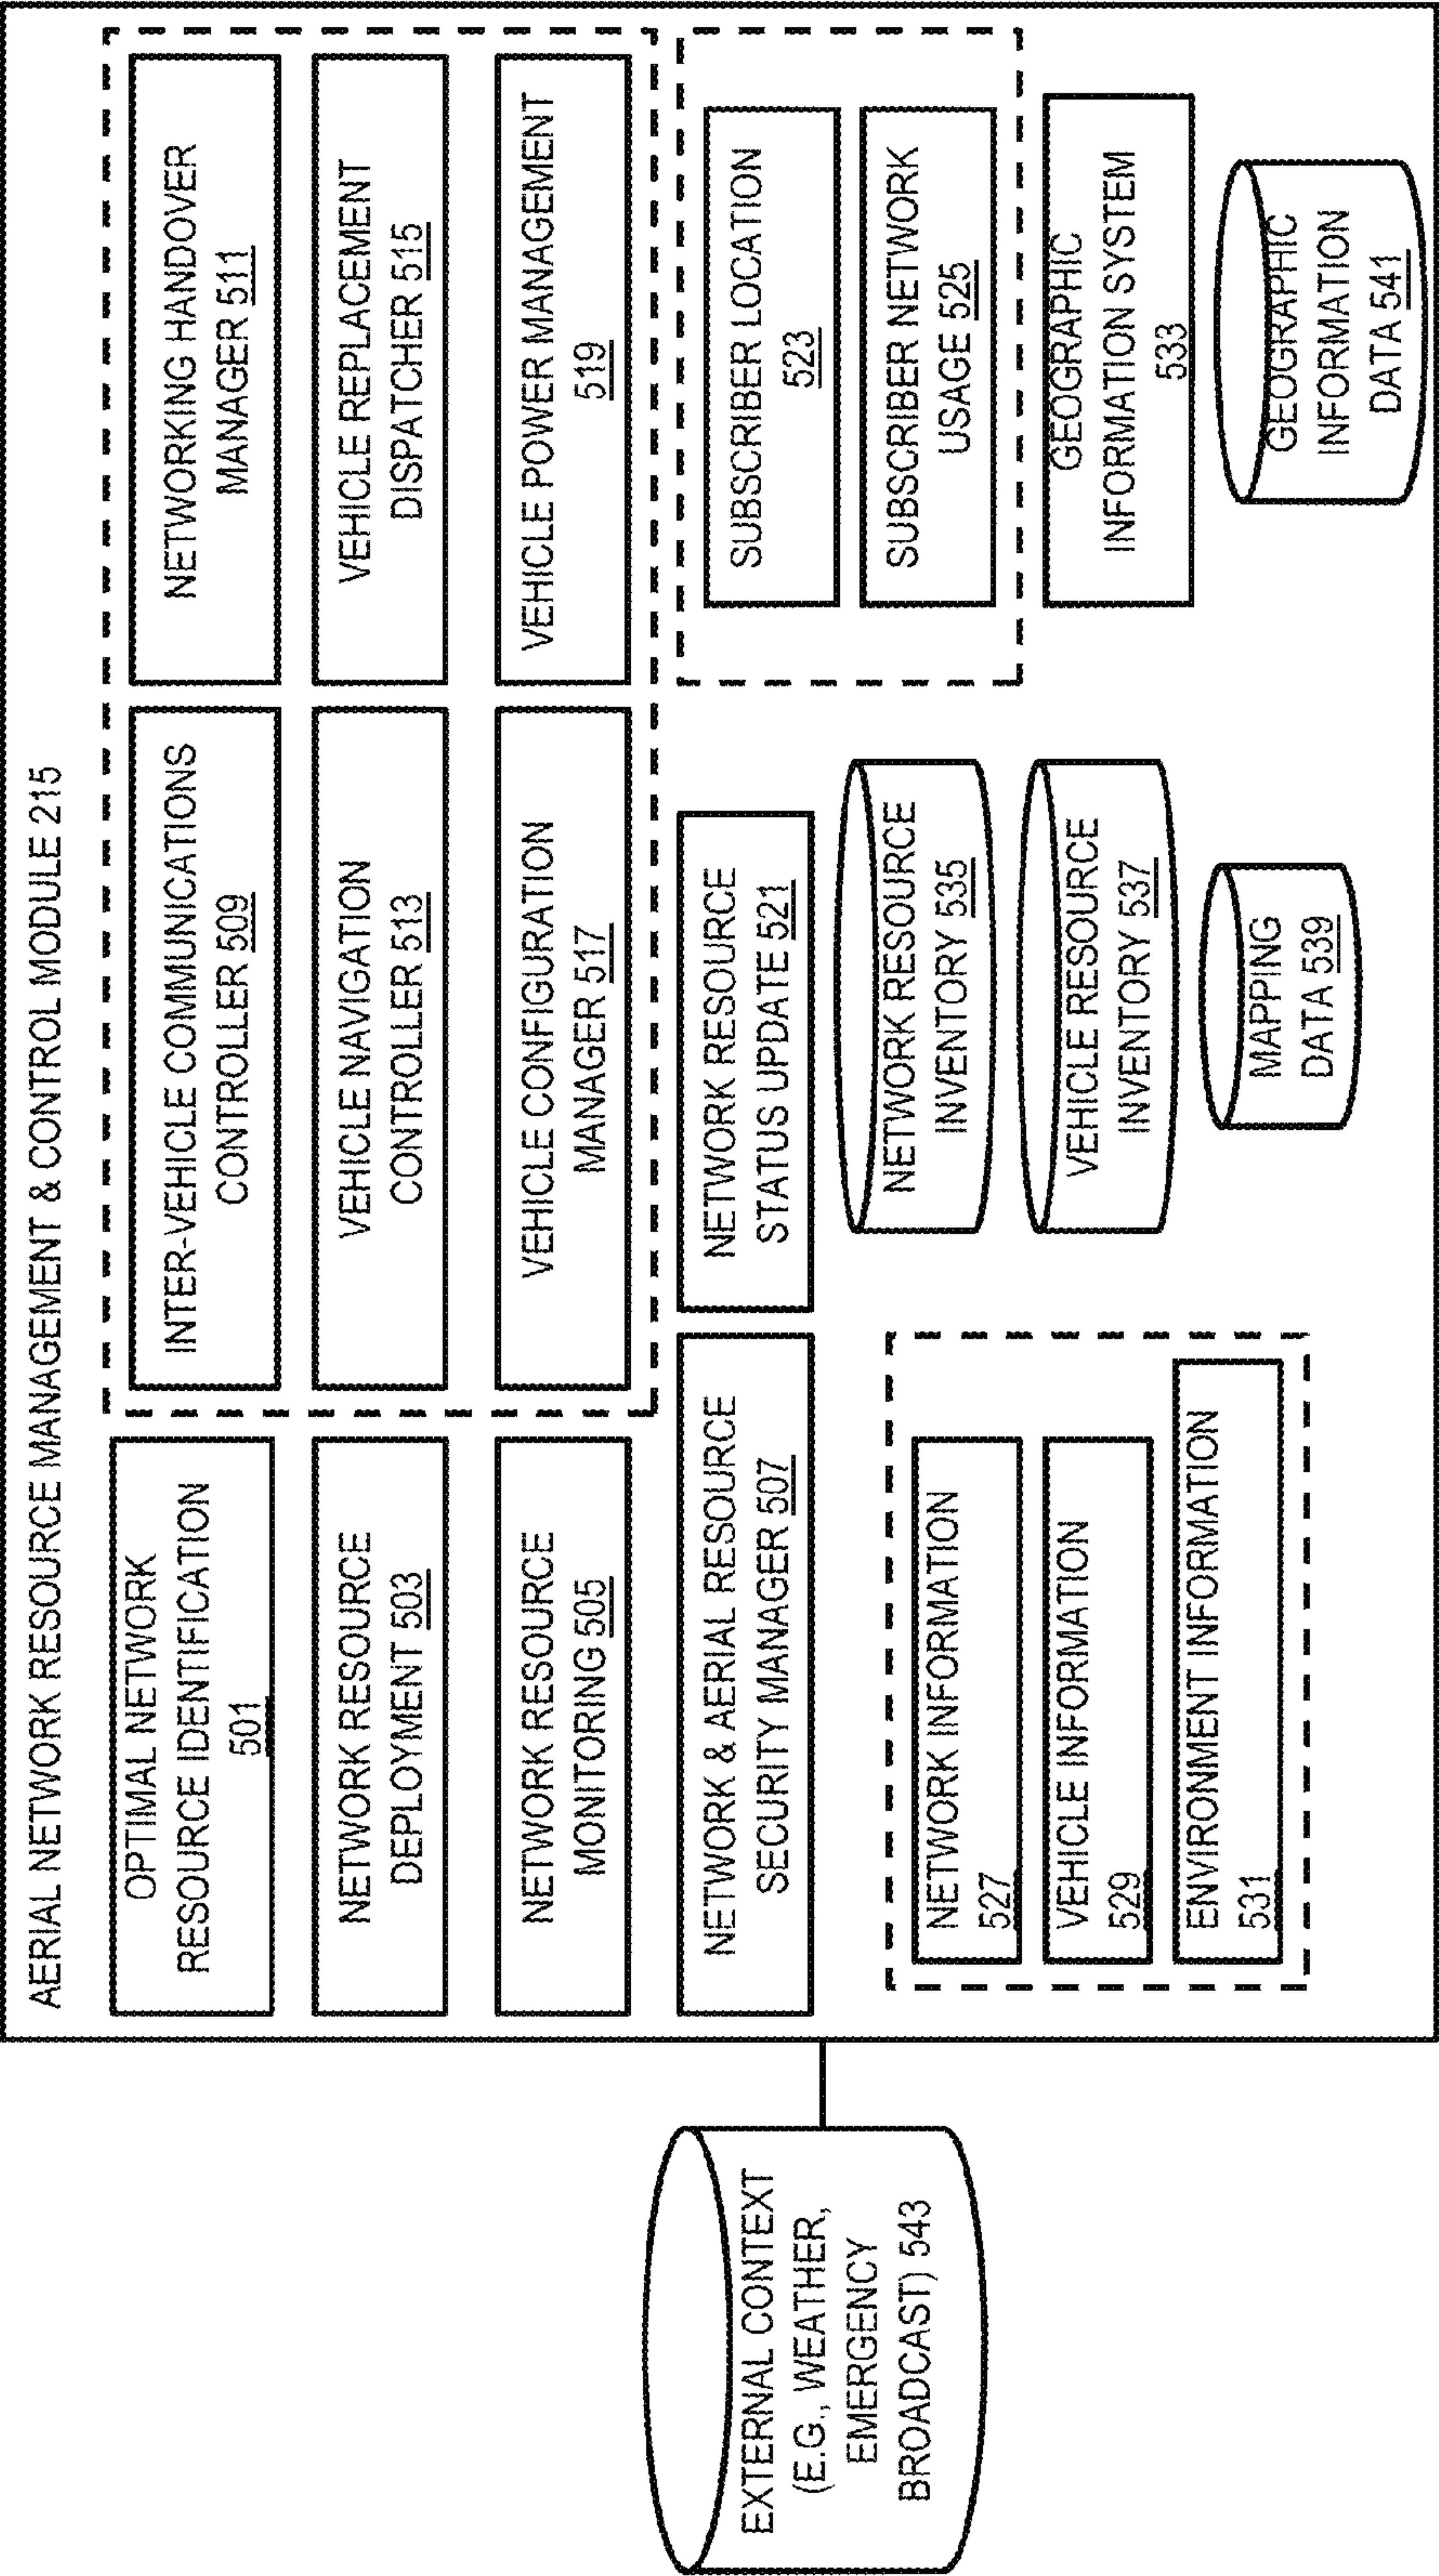 AERIAL NETWORK RESOURCE MANAGEMENT & CONTROL MODULE 215
OPTIMAL NETWORK
RESOURCE IDENTIFICATION
501
INTER-VEHICLE COMMUNICATIONS
CONTROLLER 509
NETWORKING HANDOVER
MANAGER 511
NETWORK RESOURCE
DEPLOYMENT 503
VEHICLE NAVIGATION
CONTROLLER 513
VEHICLE REPLACEMENT
DISPATCHER 515
NETWORK RESOURCE
MONITORING 505
VEHICLE CONFIGURATION
MANAGER 517
VEHICLE POWER MANAGEMENT
519
NETWORK & AERIAL RESOURCE
SECURITY MANAGER 507
NETWORK RESOURCE
STATUS UPDATE 521
SUBSCRIBER LOCATION
523
SUBSCRIBER NETWORK
USAGE 525
NETWORK INFORMATION
527
VEHICLE INFORMATION
529
ENVIRONMENT INFORMATION
531
NETWORK RESOURCE
INVENTORY 535
VEHICLE RESOURCE
INVENTORY 537
MAPPING
DATA 539
GEOGRAPHIC
INFORMATION SYSTEM
533
GEOGRAPHIC
INFORMATION
DATA 541
EXTERNAL CONTEXT
(E.G., WEATHER,
EMERGENCY
BROADCAST) 543